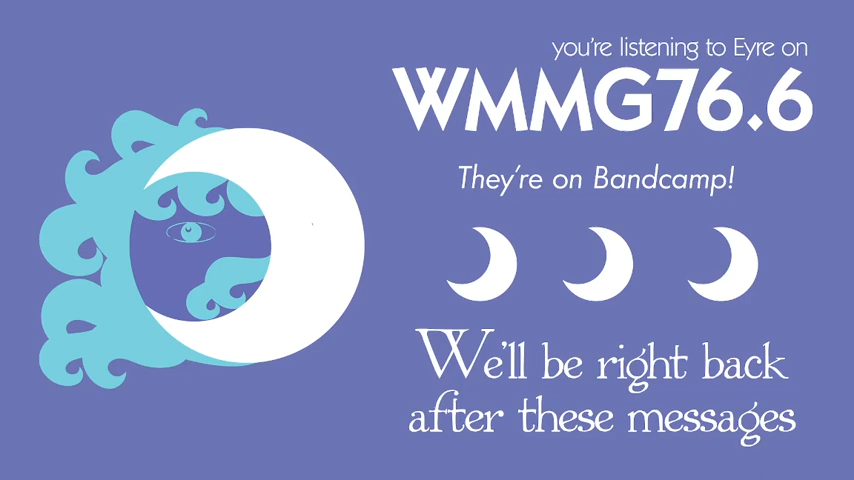 you're listening to Eyre on
WMMG76.6
They're on Bandcamp!
We'll be right back
after these messages